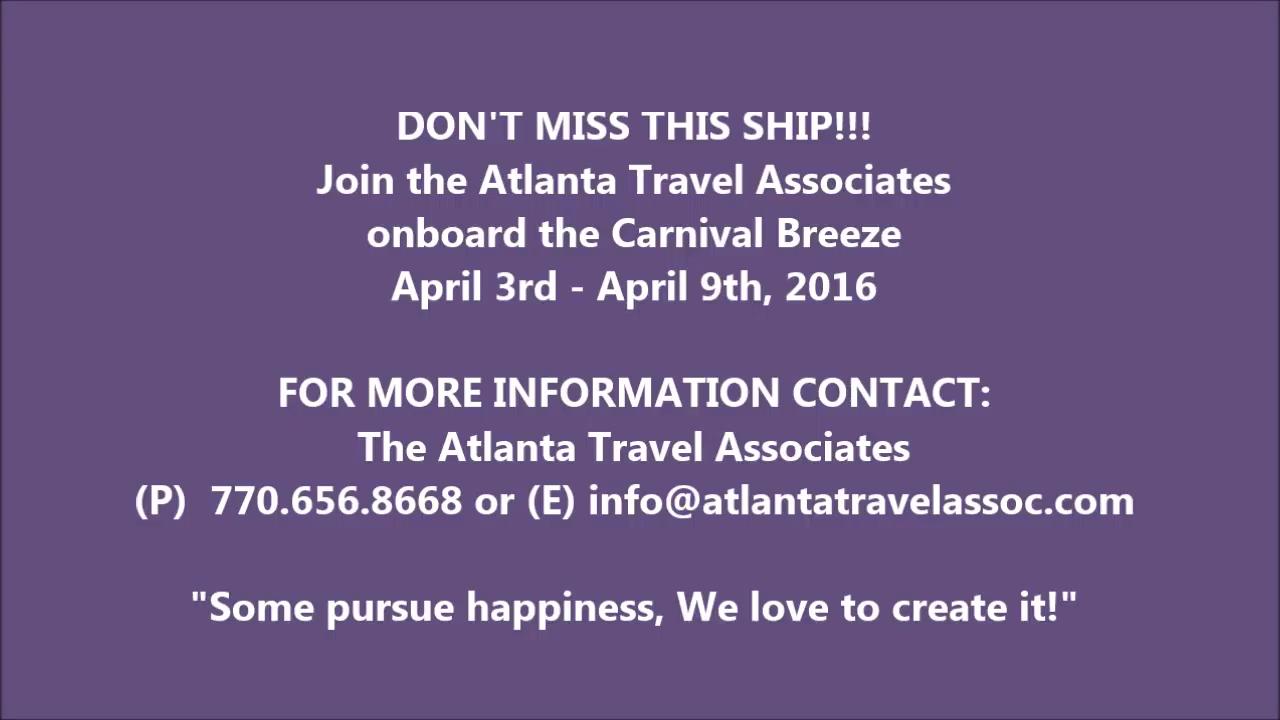 DON'T MISS THIS SHIP!!!
Join the Atlanta Travel Associates
onboard the Carnival Breeze
April 3rd - April 9th, 2016
FOR MORE INFORMATION CONTACT:
The Atlanta Travel Associates
(P)  770.656.8668 or (E) info@atlantatravelassoc.com
"Some pursue happiness, We love to create it!"